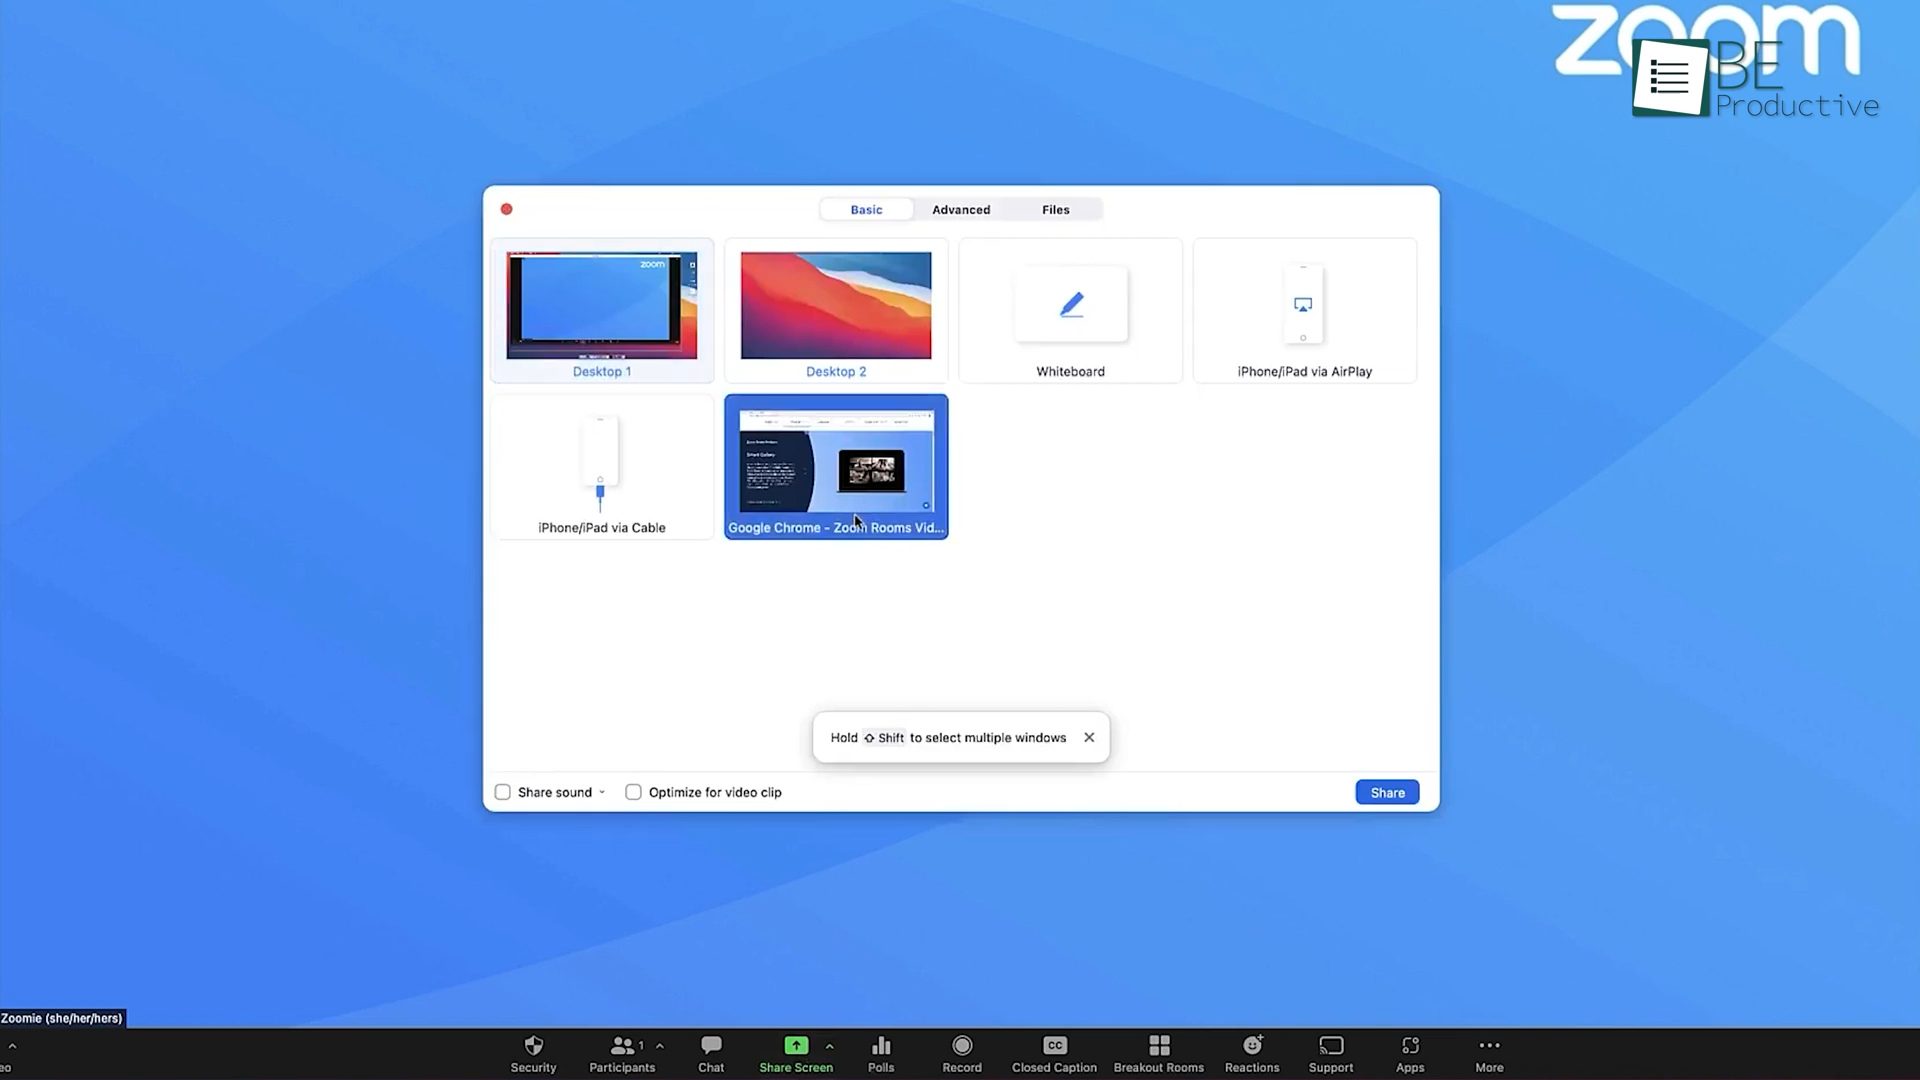 zoom
BE
Productive
Basic
Advanced
Files
zoom
Desktop 1
Desktop 2
Whiteboard
iPhone/iPad via AirPlay
iPhone/iPad via Cable
Google Chrome - Zoom Rooms Vid...
Hold Shift to select multiple windows
Share sound
Optimize for video clip
Share
Zoomie (she/her/hers)
eo
Security
Participants 1
Chat
Share Screen
Polls
Record
CC
Closed Caption
Breakout Rooms
Reactions
Support
Apps
More